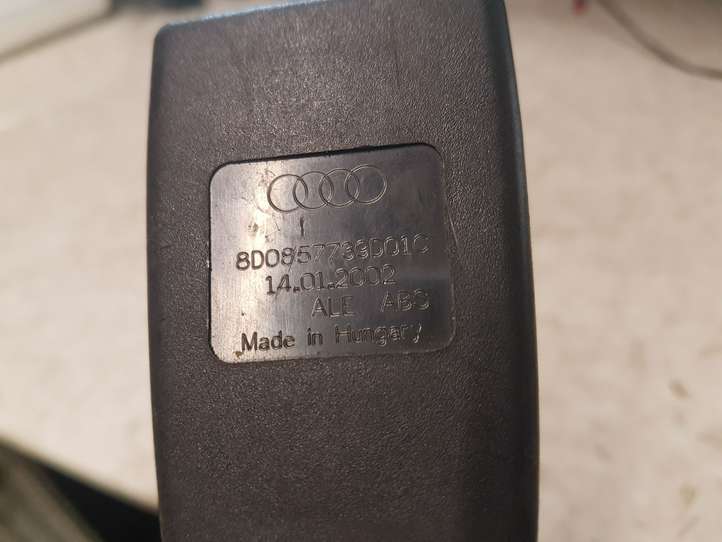 8D0857739D01C
14.01.2002
ALE ABS
Made in Hungary